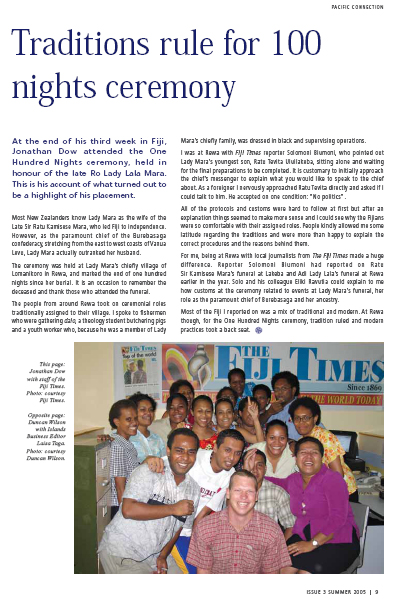 PACIFIC CONNECTION
Traditions rule for 100
nights ceremony
At the end of his third week in Fiji,
Jonathan Dow attended the One
Hundred Nights ceremony, held in
honour of the late Ro Lady Lala Mara.
This is his account of what turned out to
be a highlight of his placement.
Most New Zealanders know Lady Mara as the wife of the
Late Sir Ratu Kamisese Mara, who led Fiji to independence.
However, as the paramount chief of the Burebasaga
confederacy, stretching from the east to west coasts of Vanua
Levu, Lady Mara actually outranked her husband.
The ceremony was held at Lady Mara's chiefly village of
Lomanikoro in Rewa, and marked the end of one hundred
nights since her burial. It is an occasion to remember the
deceased and thank those who attended the funeral.
The people from around Rewa took on ceremonial roles
traditionally assigned to their village. I spoke to fishermen
who were gathering dalo, a theology student butchering pigs
and a youth worker who, because he was a member of Lady
Mara's chiefly family, was dressed in black and supervising operations.
I was at Rewa with Fiji Times reporter Solomoni Biumoni, who pointed out
Lady Mara's youngest son, Ratu Tevita Uluilakeba, sitting alone and waiting
for the final preparations to be completed. It is customary to initially approach
the chief's messenger to explain what you would like to speak to the chief
about. As a foreigner I nervously approached Ratu Tevita directly and asked if I
could talk to him. He accepted on one condition: "No politics" .
All of the protocols and customs were hard to follow at first but after an
explanation things seemed to make more sense and I could see why the Fijians
were so comfortable with their assigned roles. People kindly allowed me some
latitude regarding the traditions and were more than happy to explain the
correct procedures and the reasons behind them.
For me, being at Rewa with local journalists from The Fiji Times made a huge
difference. Reporter Solomoni Biumoni had reported on Ratu
Sir Kamisese Mara's funeral at Lakeba and Adi Lady Lala's funeral at Rewa
earlier in the year. Solo and his colleague Eliki Ravutia could explain to me
how customs at the ceremony related to events at Lady Mara's funeral, her
role as the paramount chief of Burebasaga and her ancestry.
Most of the Fiji I reported on was a mix of traditional and modern. At Rewa
though, for the One Hundred Nights ceremony, tradition ruled and modern
practices took a back seat.
This page:
Jonathan Dow
with staff of the
Fiji Times.
Photo: courtesy
Fiji Times.
Opposite page:
Duncan Wilson
with Islands
Business Editor
Laisa Taga.
Photo: courtesy
Duncan Wilson.
THE
FIJI TIMES
Since 1869
THE WORLD TODAY
ISSUE 3 SUMMER 2005 | 9